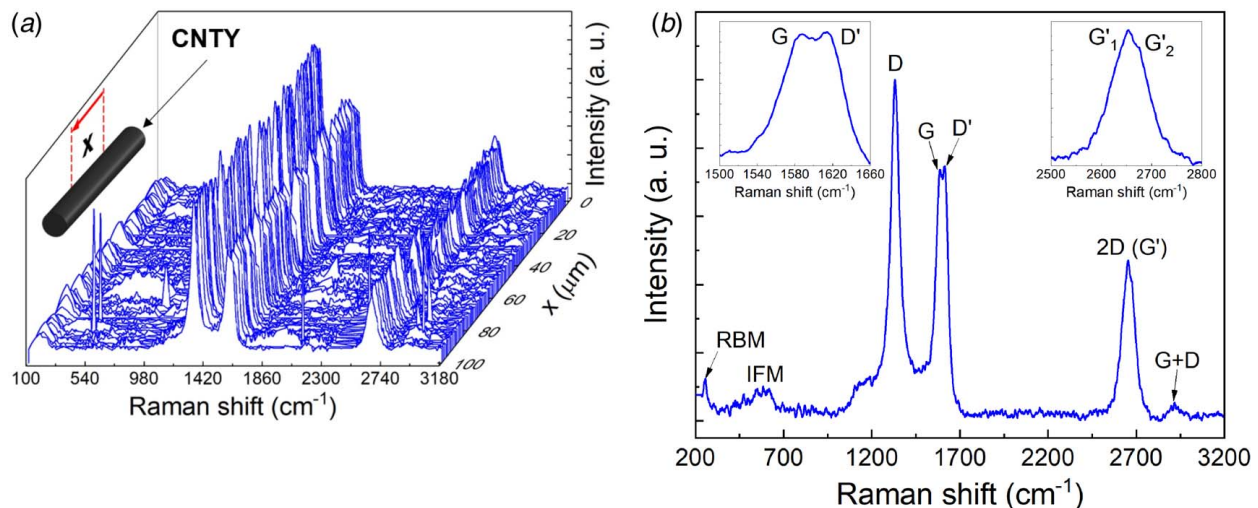 (a)
CNTY
x
Intensity (a. u.)
0
20
40
60
80
100
x (μm)
100 540 980 1420 1860 2300 2740 3180
Raman shift (cm⁻¹)
(b)
Intensity (a. u.)
G D'
1500 1540 1580 1620 1660
Raman shift (cm⁻¹)
D
G D'
G'₁ G'₂
2500 2600 2700 2800
Raman shift (cm⁻¹)
2D (G')
RBM
IFM
G+D
200 700 1200 1700 2200 2700 3200
Raman shift (cm⁻¹)